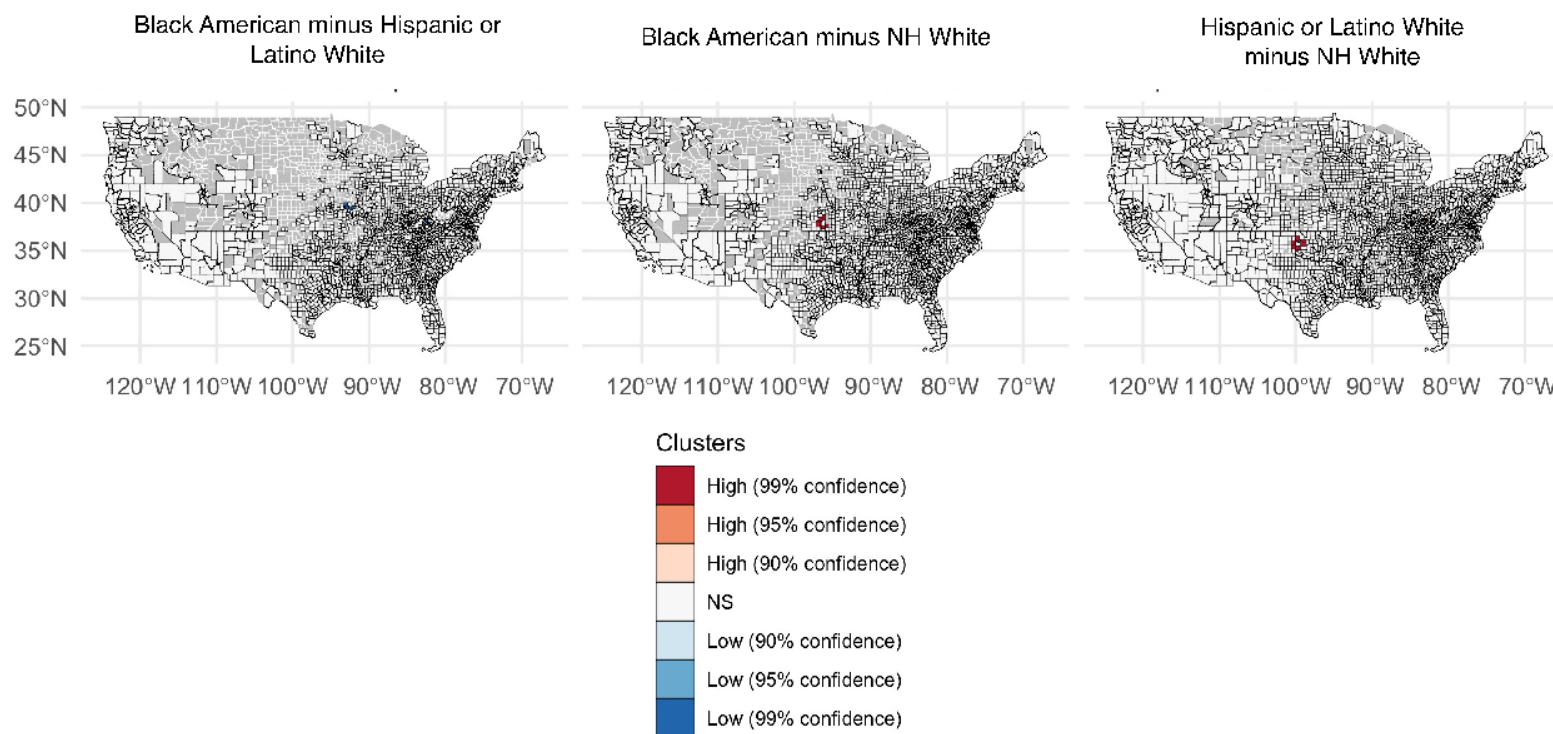 Black American minus Hispanic or
Latino White
Black American minus NH White
Hispanic or Latino White
minus NH White
50°N
45°N
40°N
35°N
30°N
25°N
120°W 110°W 100°W 90°W 80°W 70°W
120°W 110°W 100°W 90°W 80°W 70°W
120°W 110°W 100°W 90°W 80°W 70°W
Clusters
High (99% confidence)
High (95% confidence)
High (90% confidence)
NS
Low (90% confidence)
Low (95% confidence)
Low (99% confidence)